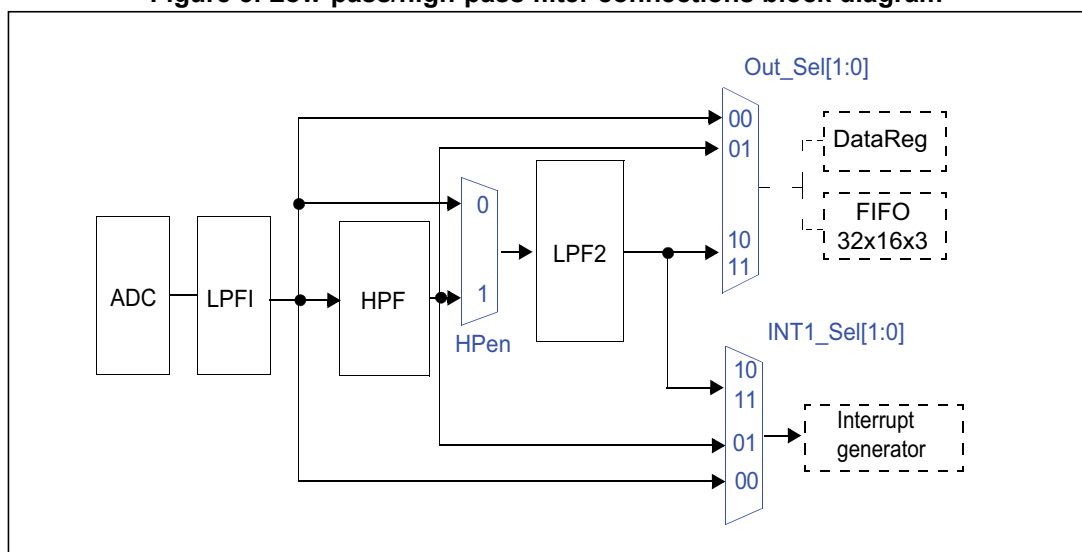 Figure 5. Low-pass/high-pass filter connections block diagram
Out_Sel[1:0]
00
01
DataReg
0
FIFO
32x16x3
10
11
ADC
LPFI
HPF
LPF2
1
HPen
INT1_Sel[1:0]
10
11
01
00
Interrupt
generator